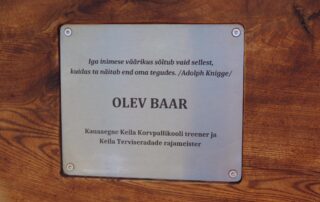 Iga inimese väärikus sõltub vaid sellest,
kuidas ta näitab end oma tegudes. /Adolph Knigge/
OLEV BAAR
Kauaaegne Keila Korvpallikooli treener ja
Keila Terviseradade rajameister